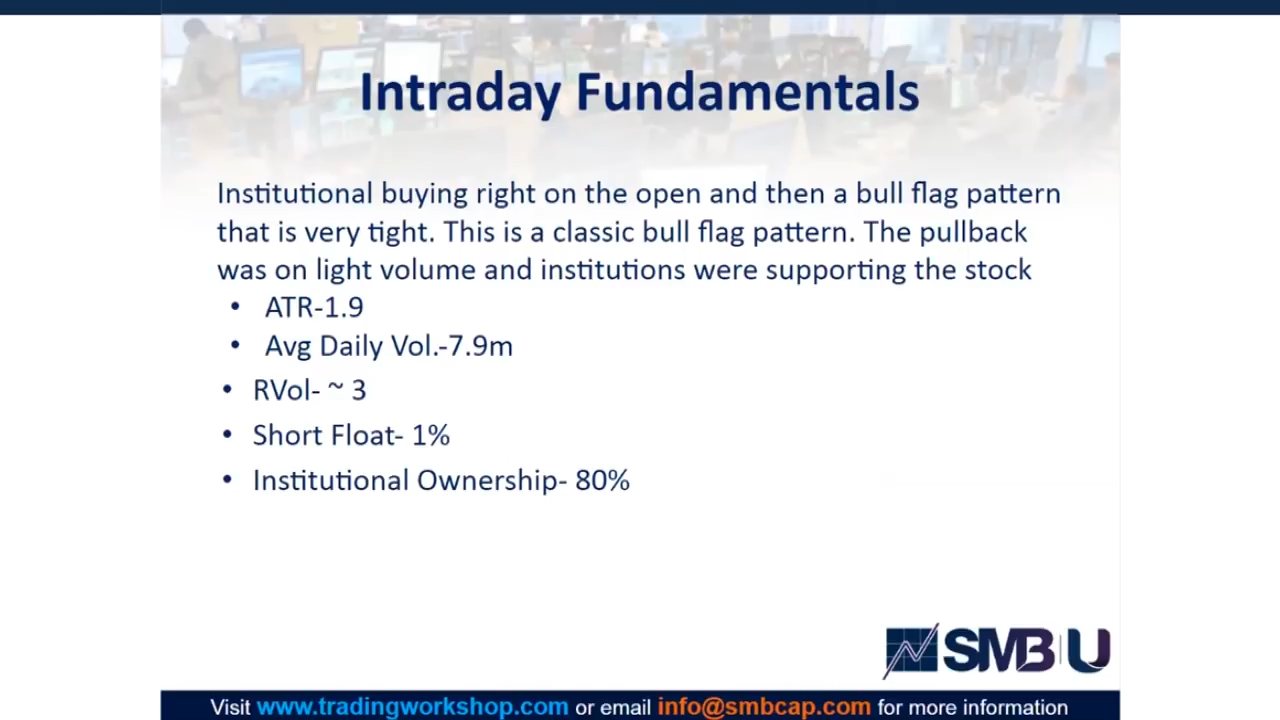 Intraday Fundamentals
Institutional buying right on the open and then a bull flag pattern
that is very tight. This is a classic bull flag pattern. The pullback
was on light volume and institutions were supporting the stock
• ATR-1.9
• Avg Daily Vol.-7.9m
• RVol- ~ 3
• Short Float- 1%
• Institutional Ownership- 80%
SMB U
Visit www.tradingworkshop.com or email info@smbcap.com for more information